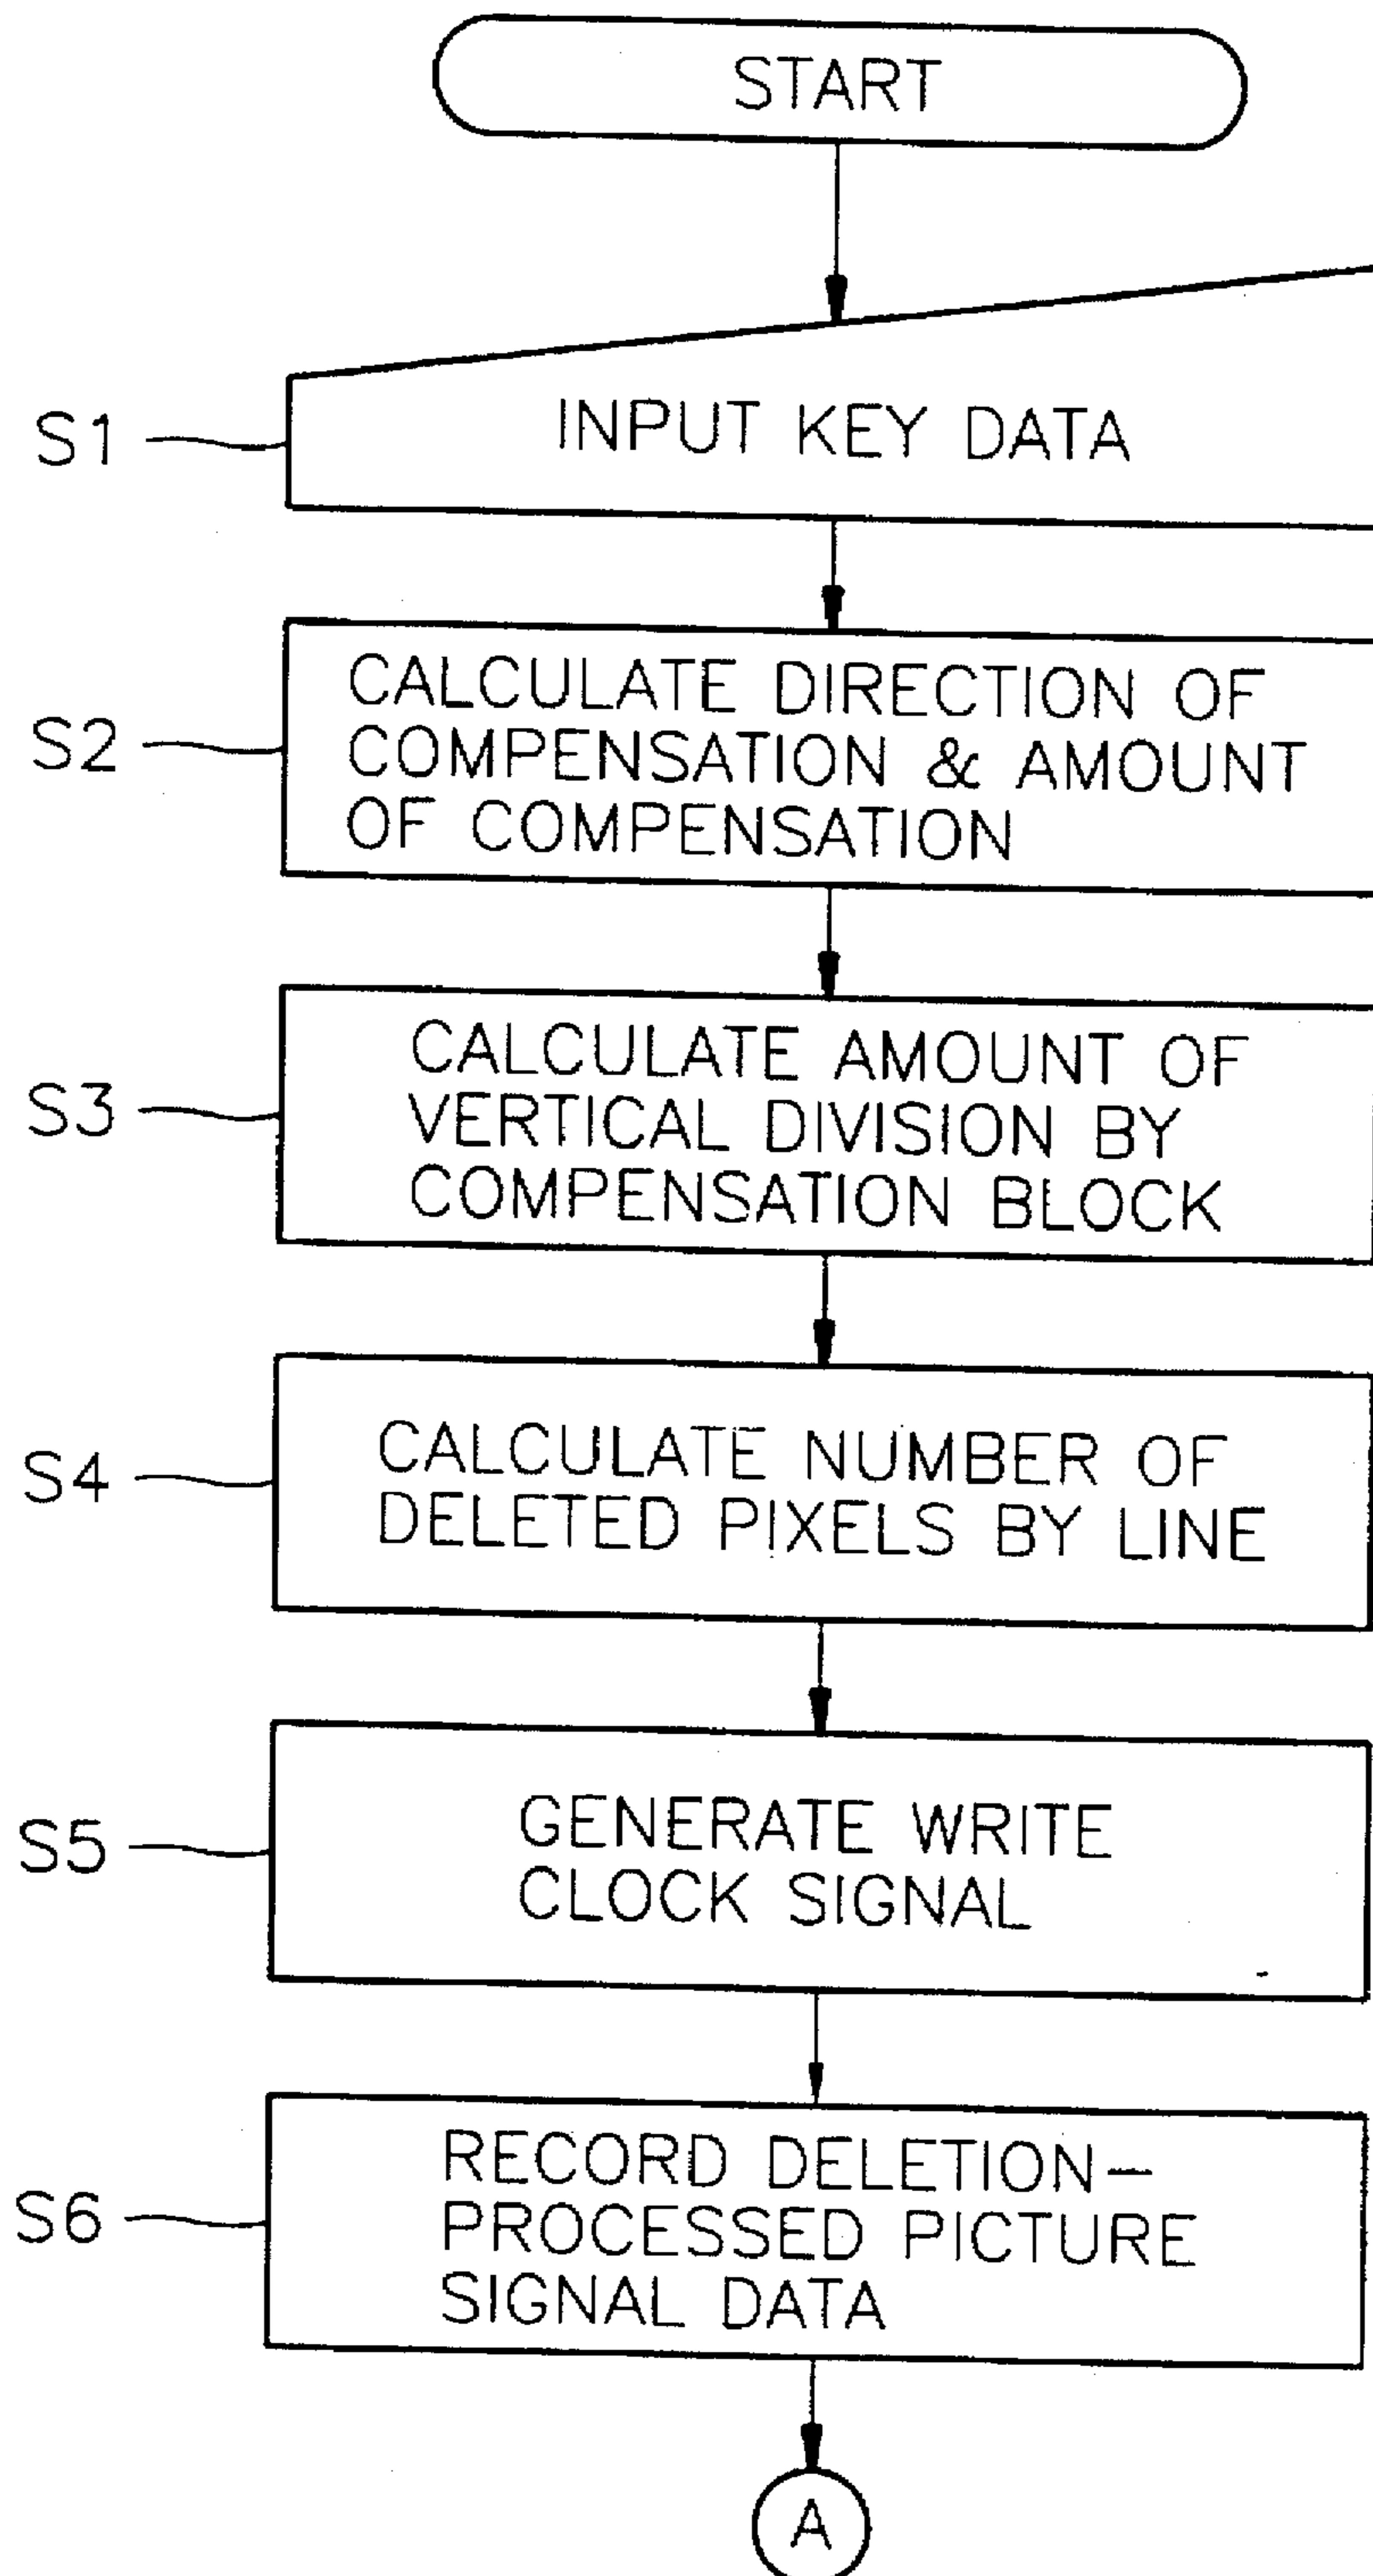 START
S1
INPUT KEY DATA
S2
CALCULATE DIRECTION OF
COMPENSATION & AMOUNT
OF COMPENSATION
S3
CALCULATE AMOUNT OF
VERTICAL DIVISION BY
COMPENSATION BLOCK
S4
CALCULATE NUMBER OF
DELETED PIXELS BY LINE
S5
GENERATE WRITE
CLOCK SIGNAL
S6
RECORD DELETION-
PROCESSED PICTURE
SIGNAL DATA
A